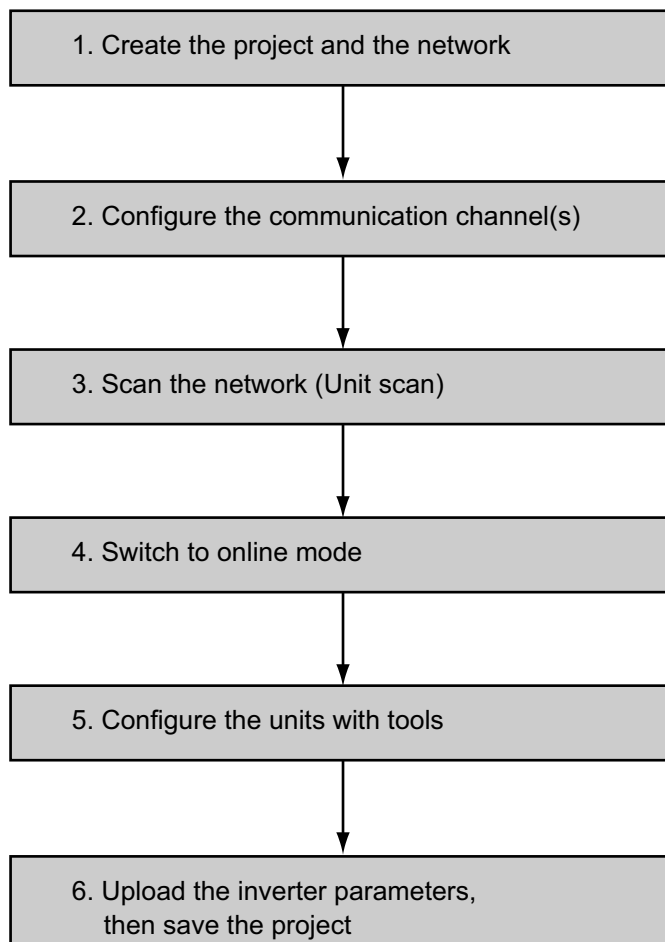 1. Create the project and the network
2. Configure the communication channel(s)
3. Scan the network (Unit scan)
4. Switch to online mode
5. Configure the units with tools
6. Upload the inverter parameters,
then save the project